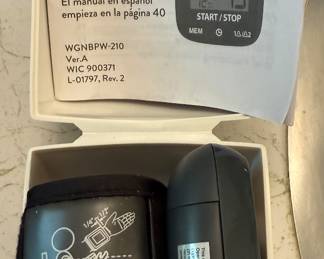 El manual en español
empieza en la página 40
START / STOP
MEM
WGNBPW-210
Ver.A
WIC 900371
L-01797, Rev. 2